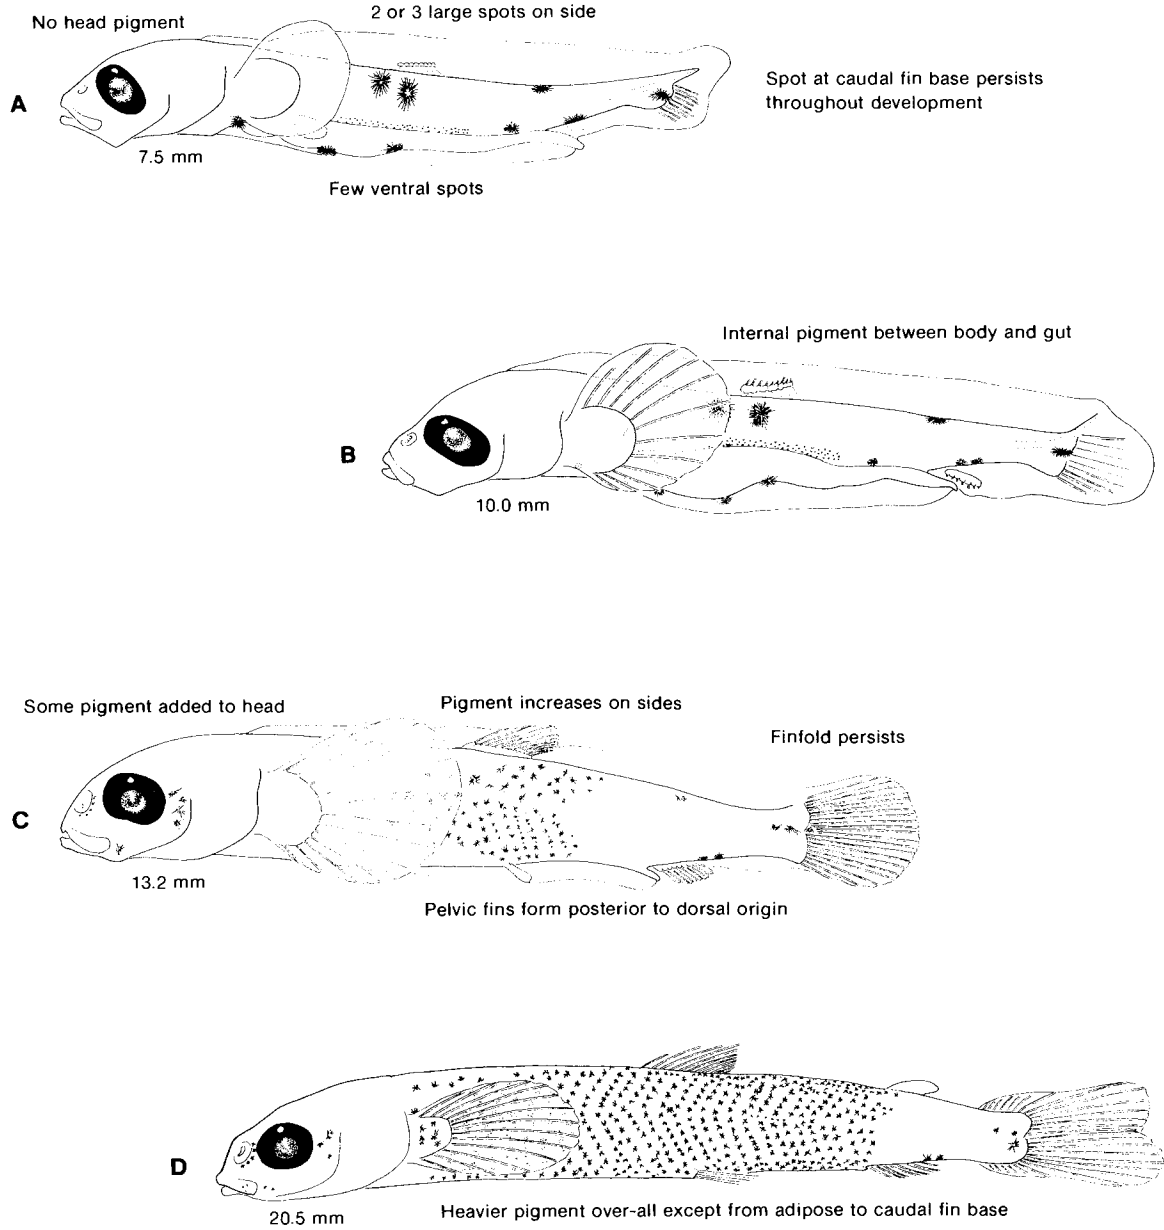 No head pigment
2 or 3 large spots on side
A
Spot at caudal fin base persists
throughout development
7.5 mm
Few ventral spots
Internal pigment between body and gut
B
10.0 mm
Some pigment added to head
Pigment increases on sides
Finfold persists
C
13.2 mm
Pelvic fins form posterior to dorsal origin
D
20.5 mm
Heavier pigment over-all except from adipose to caudal fin base